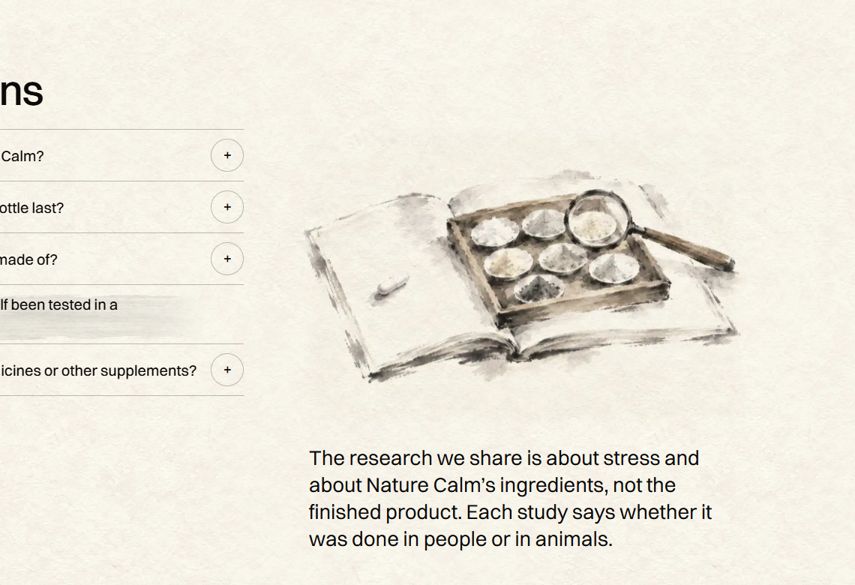 ns
Calm?
ottle last?
made of?
lf been tested in a
icines or other supplements?
The research we share is about stress and
about Nature Calm’s ingredients, not the
finished product. Each study says whether it
was done in people or in animals.